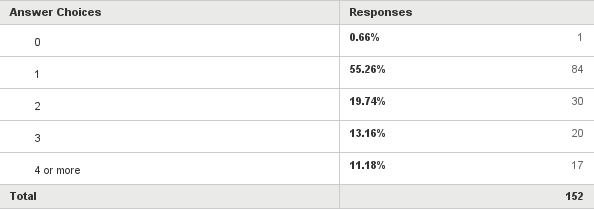 Answer Choices Responses
0 0.66% 1
1 55.26% 84
2 19.74% 30
3 13.16% 20
4 or more 11.18% 17
Total 152